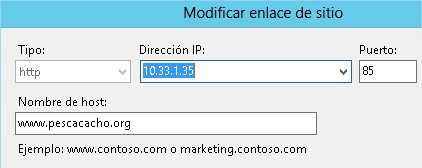 Modificar enlace de sitio
Tipo: Dirección IP: Puerto:
http 10.33.1.35 85
Nombre de host:
www.pescacacho.org
Ejemplo: www.contoso.com o marketing.contoso.com